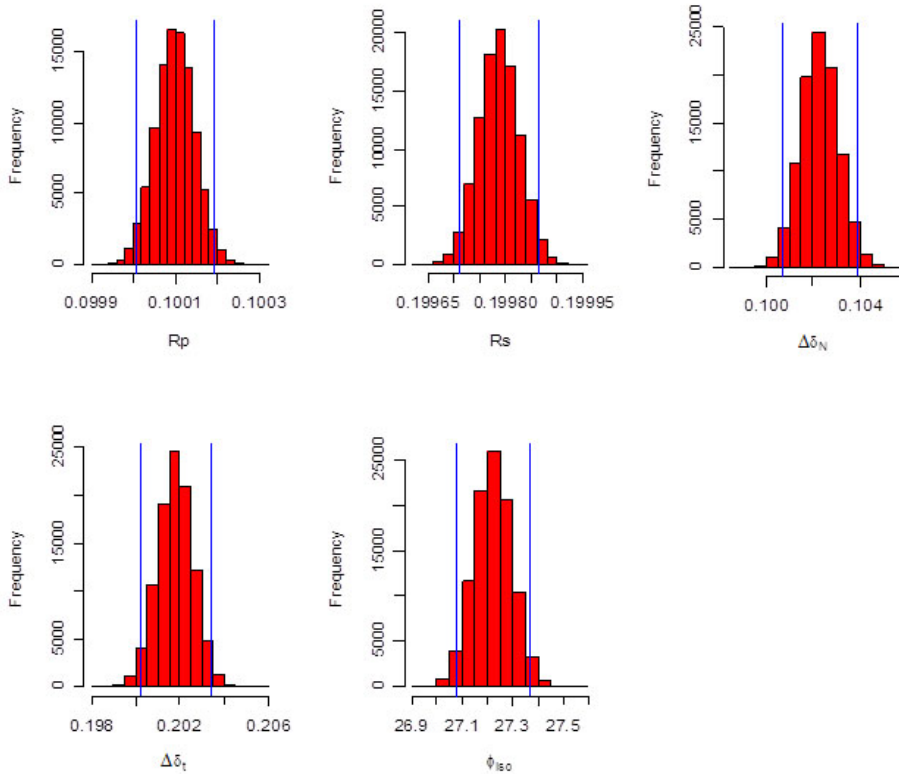 Frequency
0 5000 10000 15000
0.0999 0.1001 0.1003
Rp
Frequency
0 5000 10000 15000 20000
0.19965 0.19980 0.19995
Rs
Frequency
0 5000 15000 25000
0.100 0.104
Δδ_N
Frequency
0 5000 15000 25000
0.198 0.202 0.206
Δδ_t
Frequency
0 5000 15000 25000
26.9 27.1 27.3 27.5
ϕ_iso